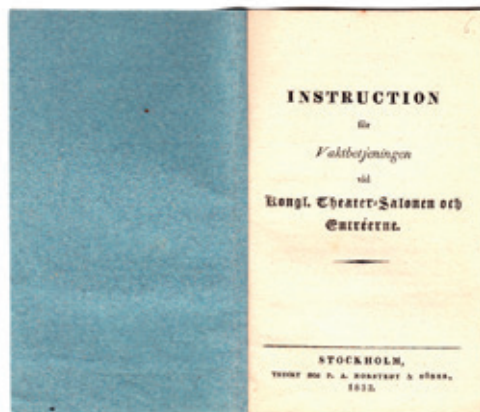 INSTRUCTION
för
Vaktbetjeningen
vid
Kongl. Theater-Salonen och
Entréerne.
STOCKHOLM,
TRYCKT HOS P. A. NORSTEDT & SÖNER,